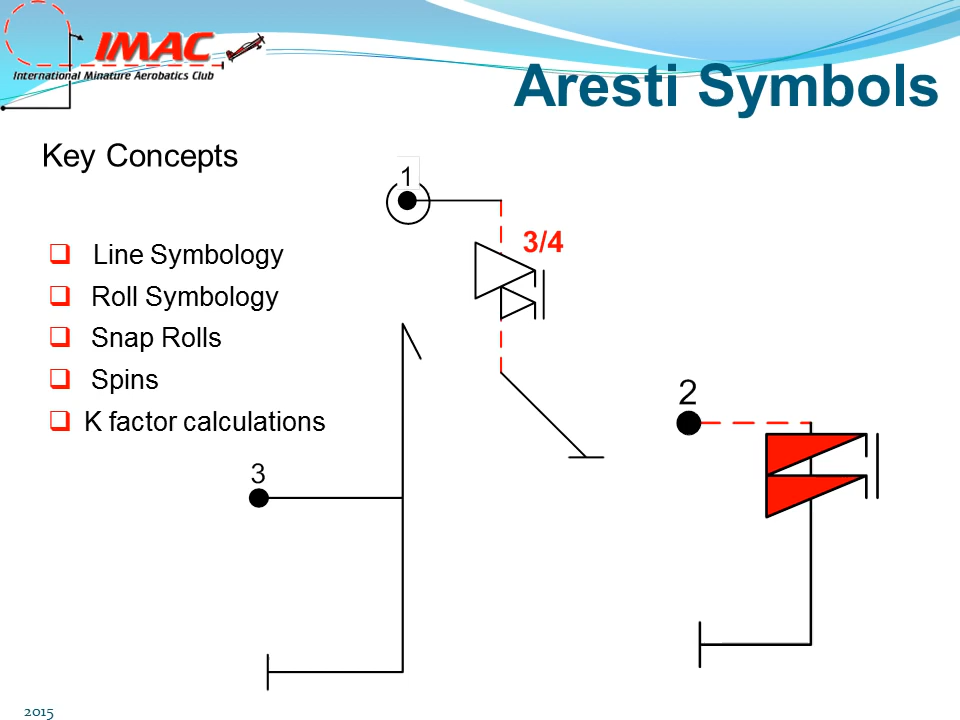 IMAC
International Minature Aerobatics Club
Aresti Symbols
Key Concepts
1
3/4
Line Symbology
Roll Symbology
Snap Rolls
Spins
K factor calculations
2
3
2015